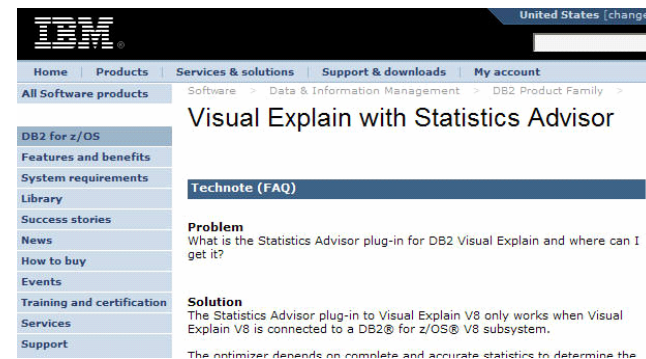 United States [change
IBM®
Home | Products | Services & solutions | Support & downloads | My account
All Software products
Software > Data & Information Management > DB2 Product Family >
Visual Explain with Statistics Advisor
DB2 for z/OS
Features and benefits
System requirements
Library
Success stories
News
How to buy
Events
Training and certification
Services
Support
Technote (FAQ)
Problem
What is the Statistics Advisor plug-in for DB2 Visual Explain and where can I
get it?
Solution
The Statistics Advisor plug-in to Visual Explain V8 only works when Visual
Explain V8 is connected to a DB2® for z/OS® V8 subsystem.
The optimizer depends on complete and accurate statistics to determine the